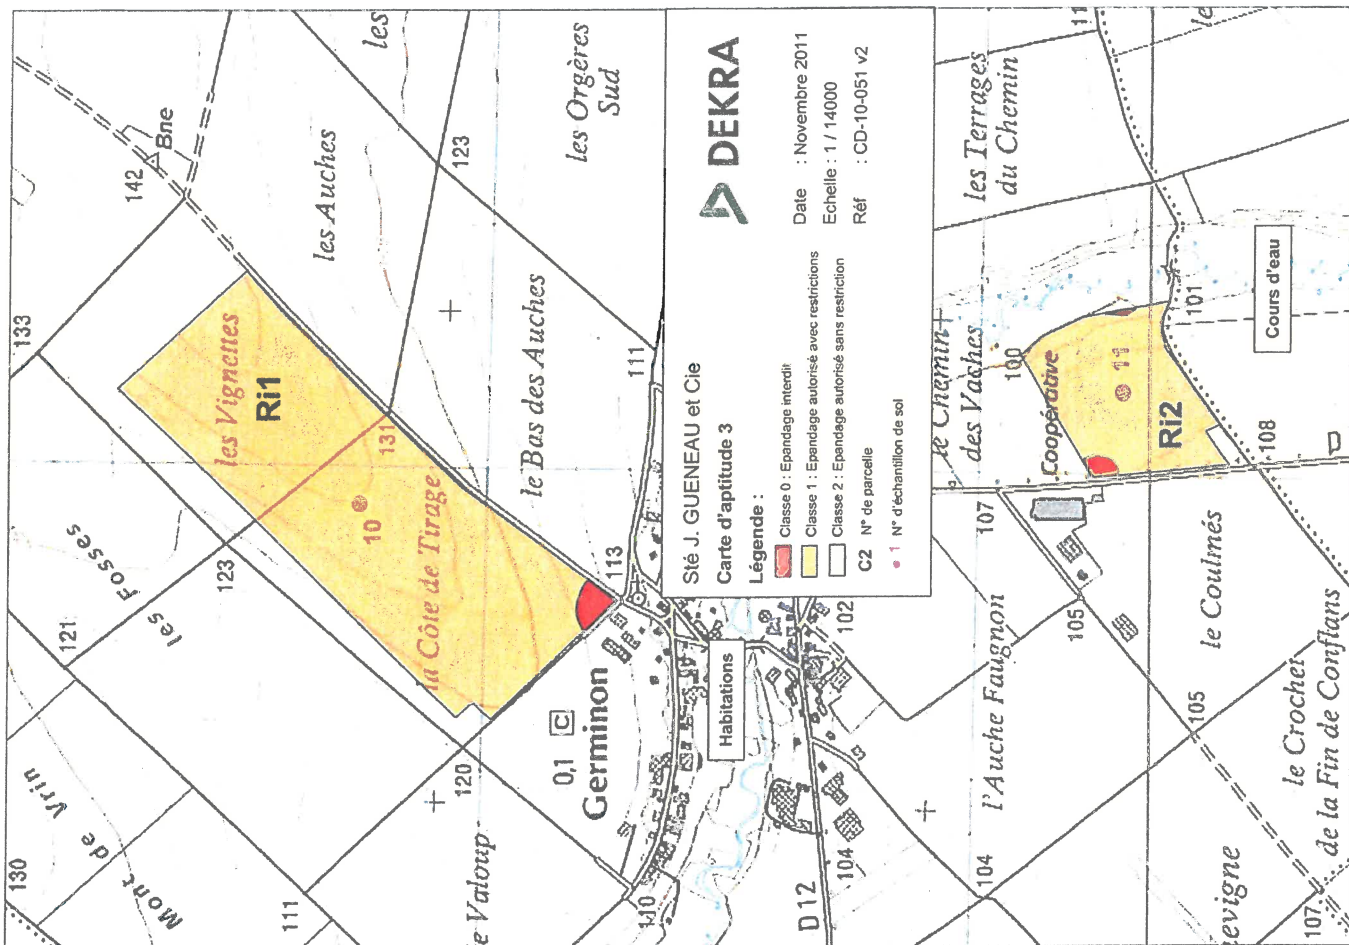 133
142
Bne
les
les Auches
123
les Orgères
Sud
les Vignettes
Ri1
131
10
la Côte de Tirage
le Bas des Auches
111
113
les Fosses
123
121
120
Mont de Vrin
130
111
e Valoup
0,1
C
Germinon
110
Habitations
DEKRA
Sté J. GUENEAU et Cie
Carte d'aptitude 3
Date : Novembre 2011
Echelle : 1 / 14000
Réf : CD-10-051 v2
Légende :
Classe 0 : Epandage interdit
Classe 1 : Epandage autorisé avec restrictions
Classe 2 : Epandage autorisé sans restriction
C2 N° de parcelle
1 N° d'échantillon de sol
11
le
les Terrages
du Chemin
le Chemin
des Vaches
100
101
Cours d'eau
Coopérative
11
Ri2
108
107
102
105
le Coulnés
l'Auche Faugnon
105
104
D 12
104
le Crochet
de la Fin de Conflans
107
evigne